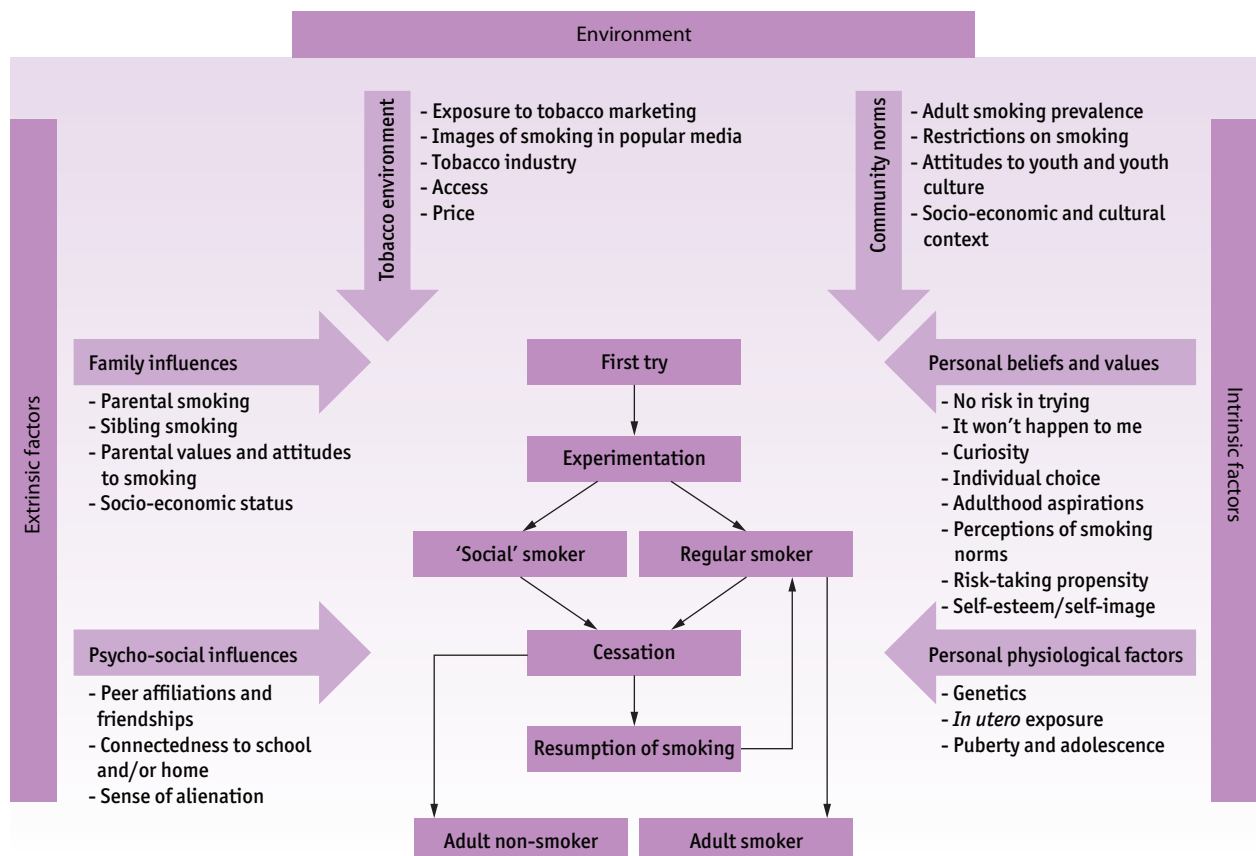 Environment
Tobacco environment
- Exposure to tobacco marketing
- Images of smoking in popular media
- Tobacco industry
- Access
- Price
Community norms
- Adult smoking prevalence
- Restrictions on smoking
- Attitudes to youth and youth
culture
- Socio-economic and cultural
context
Extrinsic factors
Family influences
- Parental smoking
- Sibling smoking
- Parental values and attitudes
to smoking
- Socio-economic status
Psycho-social influences
- Peer affiliations and
friendships
- Connectedness to school
and/or home
- Sense of alienation
First try
Experimentation
‘Social’ smoker
Regular smoker
Cessation
Resumption of smoking
Adult non-smoker
Adult smoker
Personal beliefs and values
- No risk in trying
- It won’t happen to me
- Curiosity
- Individual choice
- Adulthood aspirations
- Perceptions of smoking
norms
- Risk-taking propensity
- Self-esteem/self-image
Personal physiological factors
- Genetics
- In utero exposure
- Puberty and adolescence
Intrinsic factors